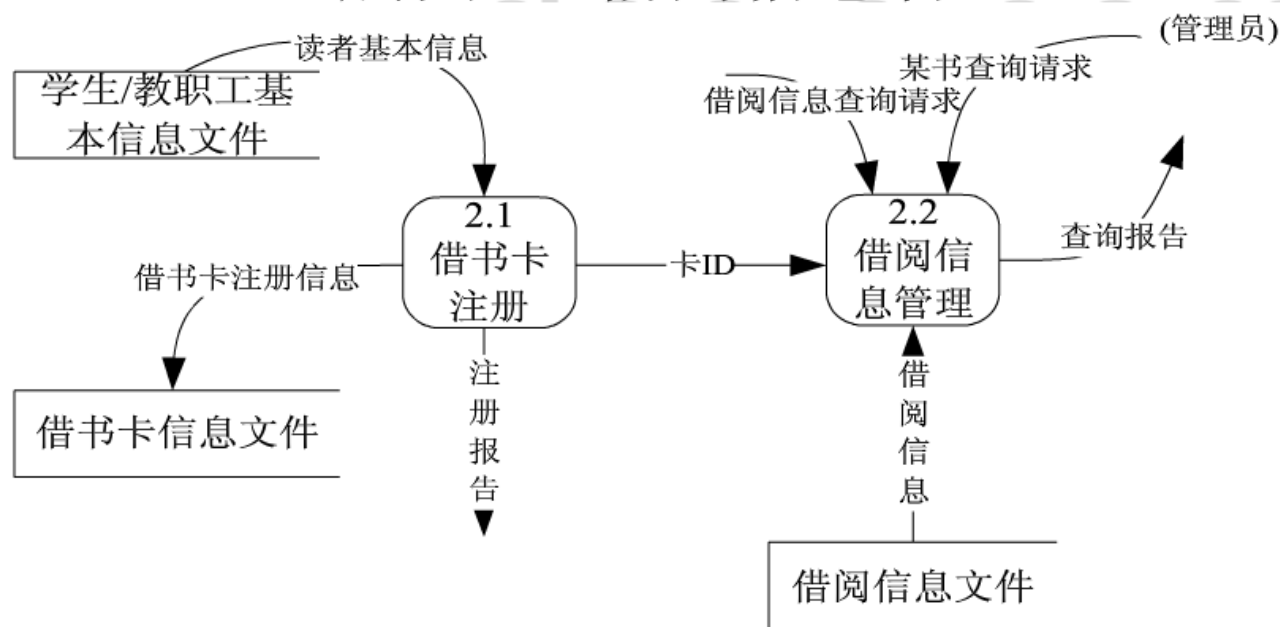 (管理员)
读者基本信息
某书查询请求
学生/教职工基
本信息文件
借阅信息查询请求
2.1
借书卡
注册
2.2
借阅信
息管理
查询报告
借书卡注册信息
卡ID
注册报告
借阅信息
借书卡信息文件
借阅信息文件